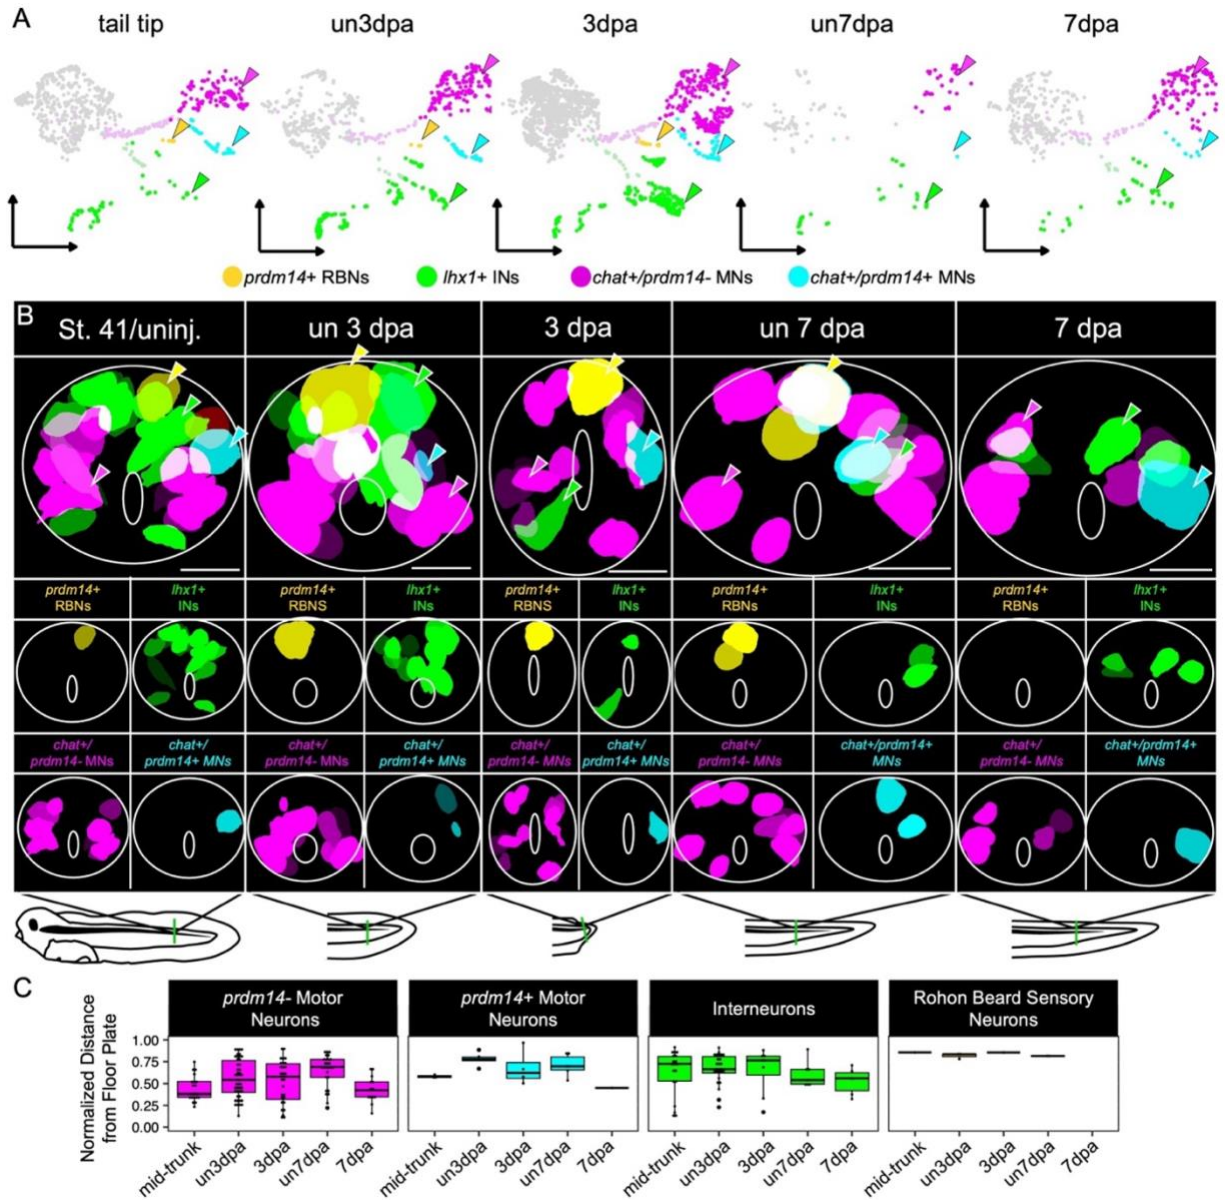 A
tail tip
un3dpa
3dpa
un7dpa
7dpa
prdm14+ RBNs
lhx1+ INs
chat+/prdm14- MNs
chat+/prdm14+ MNs
B
St. 41/uninj.
un 3 dpa
3 dpa
un 7 dpa
7 dpa
prdm14+
RBNs
lhx1+
INs
prdm14+
RBNS
lhx1+
INs
prdm14+
RBNS
lhx1+
INs
prdm14+
RBNs
lhx1+
INs
prdm14+
RBNs
lhx1+
INs
chat+/
prdm14- MNs
chat+/
prdm14+ MNs
chat+/
prdm14- MNs
chat+/
prdm14+ MNs
chat+/
prdm14- MNs
chat+/
prdm14+ MNs
chat+/
prdm14- MNs
chat+/prdm14+
MNs
chat+/
prdm14- MNs
chat+/prdm14+
MNs
C
Normalized Distance
from Floor Plate
prdm14- Motor
Neurons
prdm14+ Motor
Neurons
Interneurons
Rohon Beard Sensory
Neurons
1.00
0.75
0.50
0.25
0.00
mid-trunk
un3dpa
3dpa
un7dpa
7dpa
mid-trunk
un3dpa
3dpa
un7dpa
7dpa
mid-trunk
un3dpa
3dpa
un7dpa
7dpa
mid-trunk
un3dpa
3dpa
un7dpa
7dpa